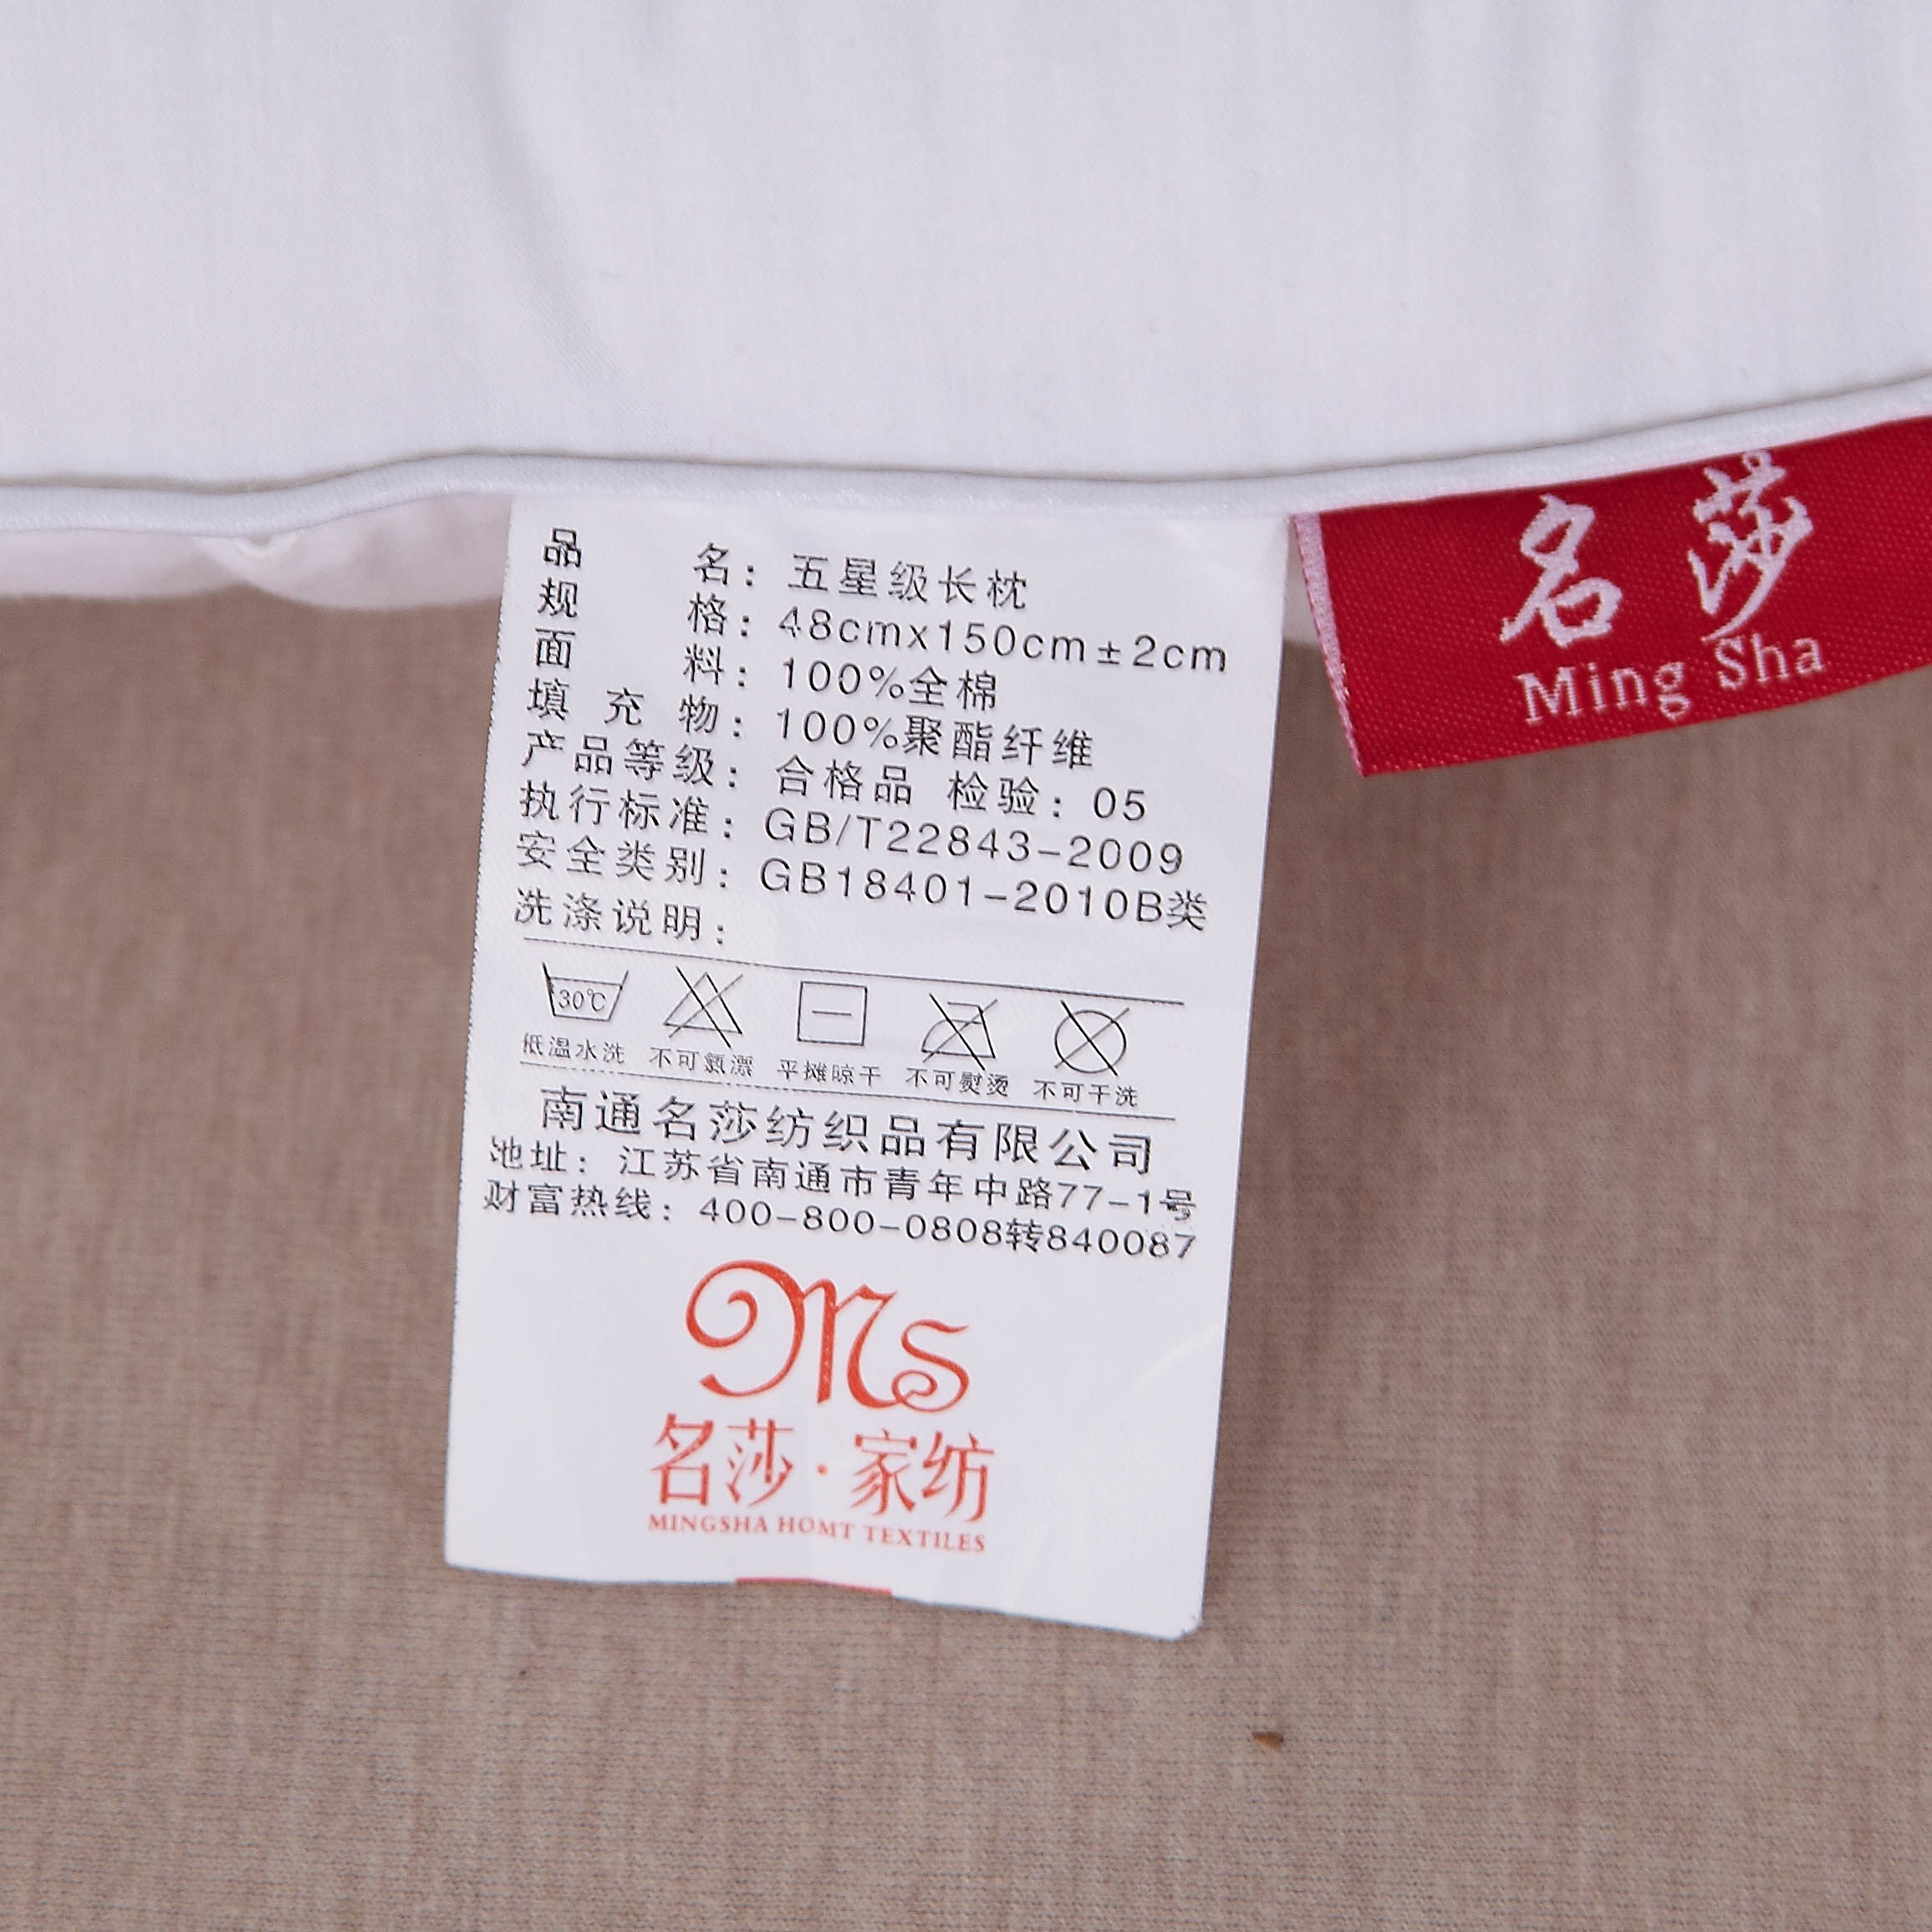 品 名：五星级长枕
规 格：48cmx150cm±2cm
面 料：100%全棉
填 充 物：100%聚酯纤维
产品等级：合格品 检验：05
执行标准：GB/T22843-2009
安全类别：GB18401-2010B类
洗涤说明：
30℃
低温水洗 不可氯漂 平摊晾干 不可熨烫 不可干洗
南通名莎纺织品有限公司
地址：江苏省南通市青年中路77-1号
财富热线：400-800-0808转840087
Ms
名莎·家纺
MINGSHA HOMT TEXTILES
名莎
Ming Sha